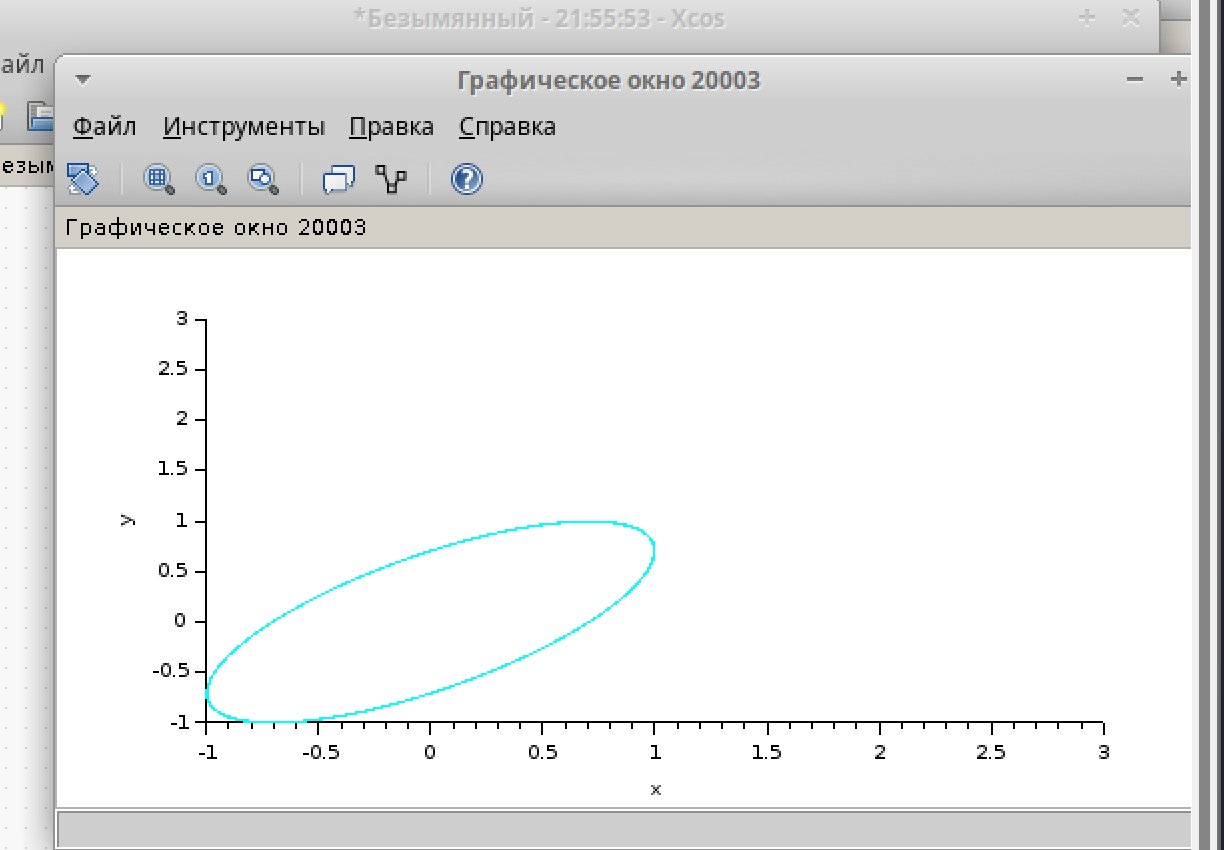 *Безымянный - 21:55:53 - Xcos
айл
Графическое окно 20003
Файл Инструменты Правка Справка
езым
Графическое окно 20003
3
2.5
2
1.5
y
1
0.5
0
-0.5
-1
-1 -0.5 0 0.5 1 1.5 2 2.5 3
x